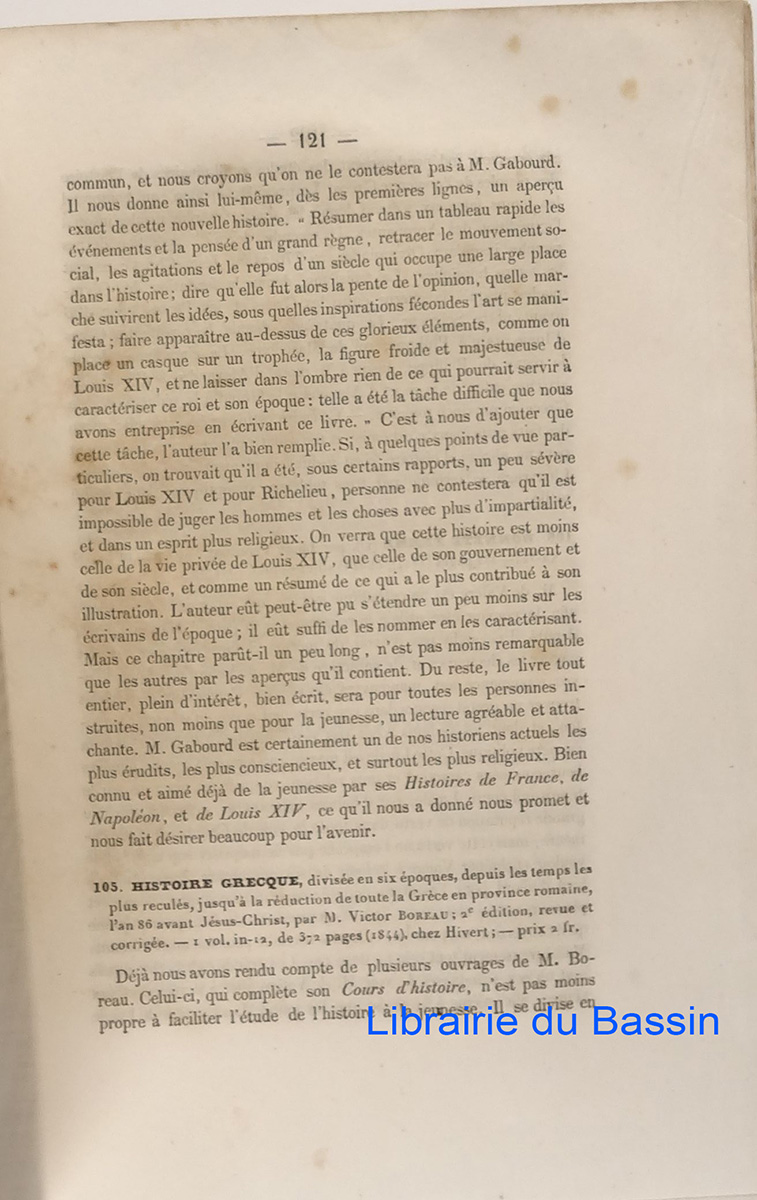 — 121 —
commun, et nous croyons qu'on ne le contestera pas à M. Gabourd.
Il nous donne ainsi lui-même, dès les premières lignes, un aperçu
exact de cette nouvelle histoire. « Résumer dans un tableau rapide les
événements et la pensée d'un grand règne, retracer le mouvement so-
cial, les agitations et le repos d'un siècle qui occupe une large place
dans l'histoire; dire qu'elle fut alors la pente de l'opinion, quelle mar-
che suivirent les idées, sous quelles inspirations fécondes l'art se mani-
festa; faire apparaître au-dessus de ces glorieux éléments, comme on
place un casque sur un trophée, la figure froide et majestueuse de
Louis XIV, et ne laisser dans l'ombre rien de ce qui pourrait servir à
caractériser ce roi et son époque : telle a été la tâche difficile que nous
avons entreprise en écrivant ce livre. » C'est à nous d'ajouter que
cette tâche, l'auteur l'a bien remplie. Si, à quelques points de vue par-
ticuliers, on trouvait qu'il a été, sous certains rapports, un peu sévère
pour Louis XIV et pour Richelieu, personne ne contestera qu'il est
impossible de juger les hommes et les choses avec plus d'impartialité,
et dans un esprit plus religieux. On verra que cette histoire est moins
celle de la vie privée de Louis XIV, que celle de son gouvernement et
de son siècle, et comme un résumé de ce qui a le plus contribué à son
illustration. L'auteur eût peut-être pu s'étendre un peu moins sur les
écrivains de l'époque; il eût suffi de les nommer en les caractérisant.
Mais ce chapitre parût-il un peu long, n'est pas moins remarquable
que les autres par les aperçus qu'il contient. Du reste, le livre tout
entier, plein d'intérêt, bien écrit, sera pour toutes les personnes in-
struites, non moins que pour la jeunesse, un lecture agréable et atta-
chante. M. Gabourd est certainement un de nos historiens actuels les
plus érudits, les plus consciencieux, et surtout les plus religieux. Bien
connu et aimé déjà de la jeunesse par ses Histoires de France, de
Napoléon, et de Louis XIV, ce qu'il nous a donné nous promet et
nous fait désirer beaucoup pour l'avenir.
105. HISTOIRE GRECQUE, divisée en six époques, depuis les temps les
plus reculés, jusqu'à la réduction de toute la Grèce en province romaine,
l'an 86 avant Jésus-Christ, par M. Victor BOREAU; 2e édition, revue et
corrigée. — 1 vol. in-12, de 372 pages (1844), chez Hivert; — prix 2 fr.
Déjà nous avons rendu compte de plusieurs ouvrages de M. Bo-
reau. Celui-ci, qui complète son Cours d'histoire, n'est pas moins
propre à faciliter l'étude de l'histoire à la jeunesse. Il se divise en
Librairie du Bassin